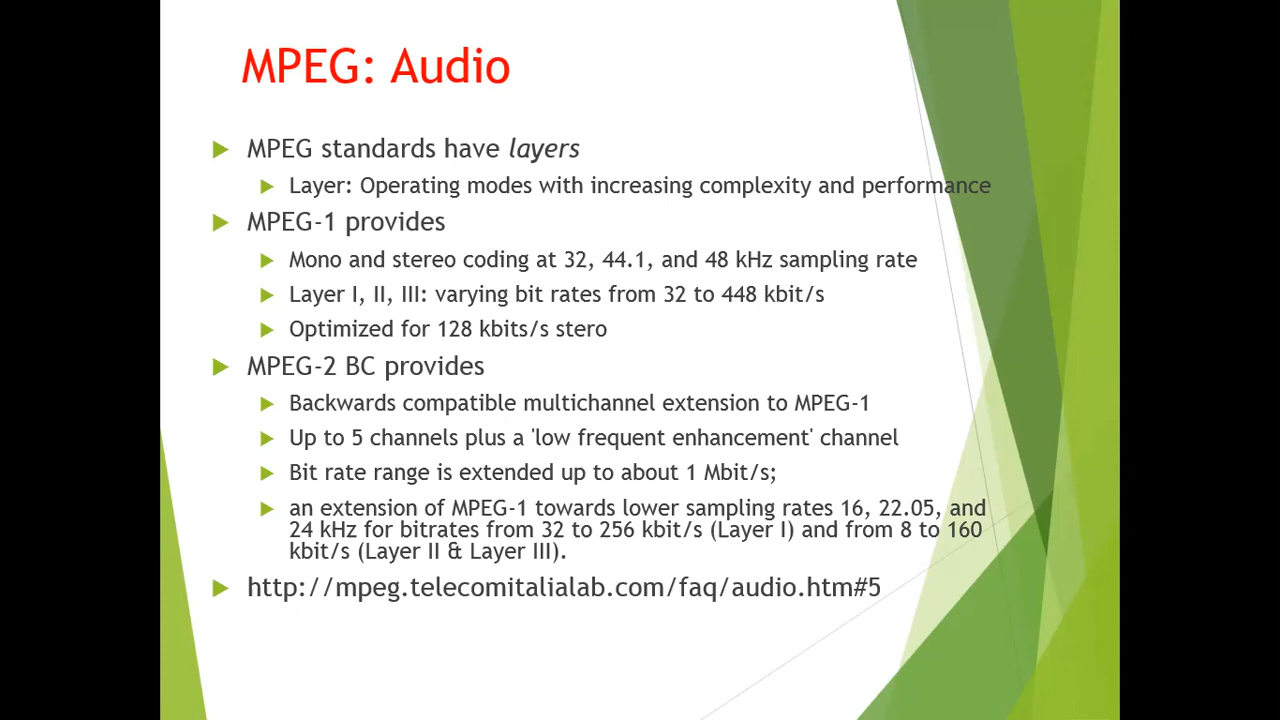 MPEG: Audio
MPEG standards have layers
Layer: Operating modes with increasing complexity and performance
MPEG-1 provides
Mono and stereo coding at 32, 44.1, and 48 kHz sampling rate
Layer I, II, III: varying bit rates from 32 to 448 kbit/s
Optimized for 128 kbits/s stero
MPEG-2 BC provides
Backwards compatible multichannel extension to MPEG-1
Up to 5 channels plus a 'low frequent enhancement' channel
Bit rate range is extended up to about 1 Mbit/s;
an extension of MPEG-1 towards lower sampling rates 16, 22.05, and
24 kHz for bitrates from 32 to 256 kbit/s (Layer I) and from 8 to 160
kbit/s (Layer II & Layer III).
http://mpeg.telecomitalialab.com/faq/audio.htm#5